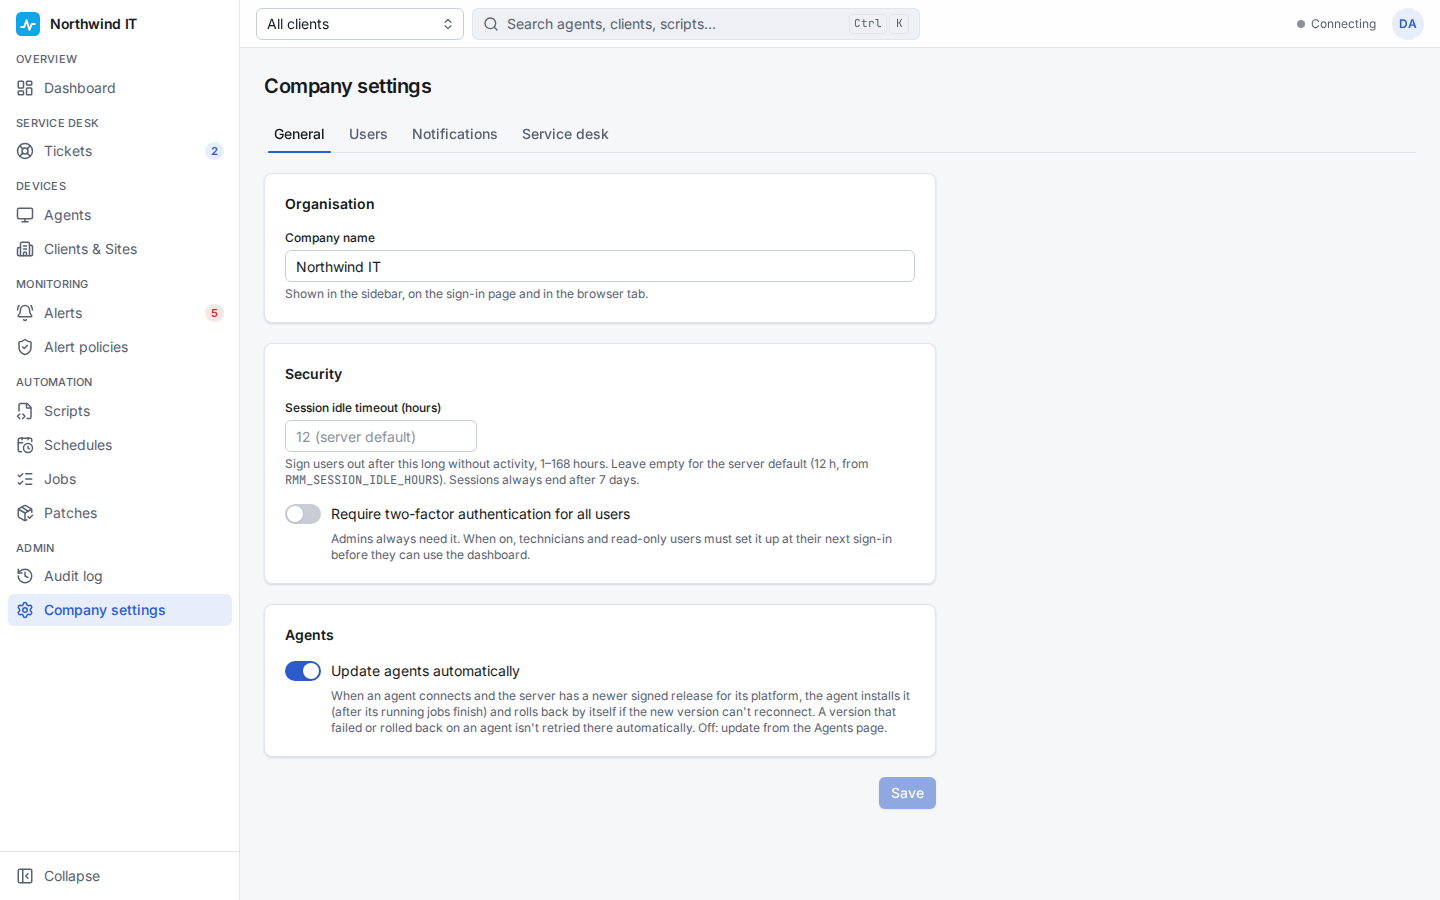 Northwind IT
All clients
Search agents, clients, scripts...
Ctrl K
Connecting
DA
OVERVIEW
Dashboard
SERVICE DESK
Tickets 2
DEVICES
Agents
Clients & Sites
MONITORING
Alerts 5
Alert policies
AUTOMATION
Scripts
Schedules
Jobs
Patches
ADMIN
Audit log
Company settings
Collapse
Company settings
General Users Notifications Service desk
Organisation
Company name
Northwind IT
Shown in the sidebar, on the sign-in page and in the browser tab.
Security
Session idle timeout (hours)
12 (server default)
Sign users out after this long without activity, 1–168 hours. Leave empty for the server default (12 h, from
RMM_SESSION_IDLE_HOURS). Sessions always end after 7 days.
Require two-factor authentication for all users
Admins always need it. When on, technicians and read-only users must set it up at their next sign-in
before they can use the dashboard.
Agents
Update agents automatically
When an agent connects and the server has a newer signed release for its platform, the agent installs it
(after its running jobs finish) and rolls back by itself if the new version can't reconnect. A version that
failed or rolled back on an agent isn't retried there automatically. Off: update from the Agents page.
Save